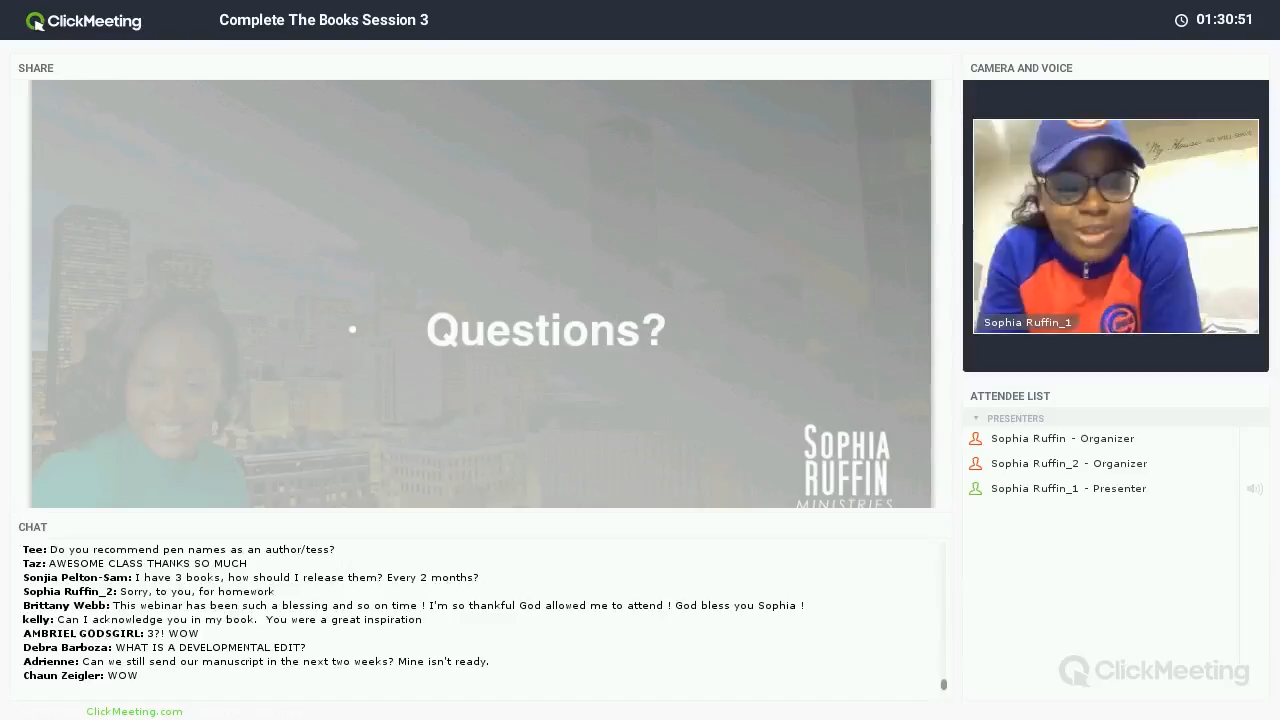 ClickMeeting
Complete The Books Session 3
01:30:51
SHARE
Questions?
SOPHIA
RUFFIN
MINISTRIES
CAMERA AND VOICE
Sophia Ruffin_1
ATTENDEE LIST
PRESENTERS
Sophia Ruffin - Organizer
Sophia Ruffin_2 - Organizer
Sophia Ruffin_1 - Presenter
CHAT
Tee: Do you recommend pen names as an author/tess?
Taz: AWESOME CLASS THANKS SO MUCH
Sonjia Pelton-Sam: I have 3 books, how should I release them? Every 2 months?
Sophia Ruffin_2: Sorry, to you, for homework
Brittany Webb: This webinar has been such a blessing and so on time ! I'm so thankful God allowed me to attend ! God bless you Sophia !
kelly: Can I acknowledge you in my book. You were a great inspiration
AMBRIEL GODSGIRL: 3?! WOW
Debra Barboza: WHAT IS A DEVELOPMENTAL EDIT?
Adrienne: Can we still send our manuscript in the next two weeks? Mine isn't ready.
Chaun Zeigler: WOW
ClickMeeting
ClickMeeting.com